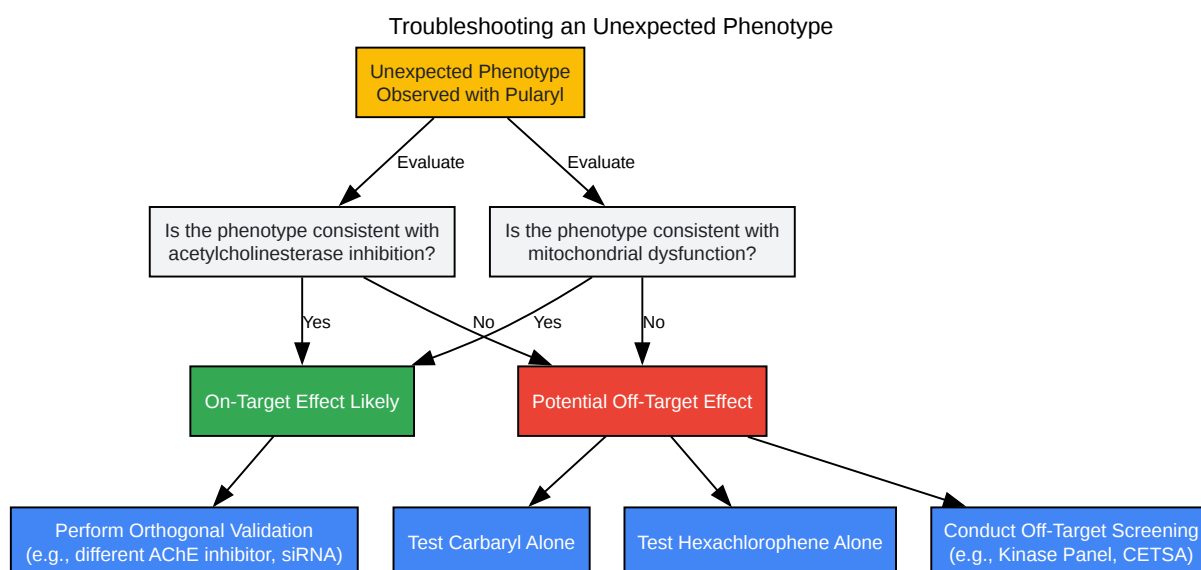 Troubleshooting an Unexpected Phenotype
Unexpected Phenotype
Observed with Pularyl
Evaluate
Evaluate
Is the phenotype consistent with
acetylcholinesterase inhibition?
Is the phenotype consistent with
mitochondrial dysfunction?
Yes
No
Yes
No
On-Target Effect Likely
Potential Off-Target Effect
Perform Orthogonal Validation
(e.g., different AChE inhibitor, siRNA)
Test Carbaryl Alone
Test Hexachlorophene Alone
Conduct Off-Target Screening
(e.g., Kinase Panel, CETSA)